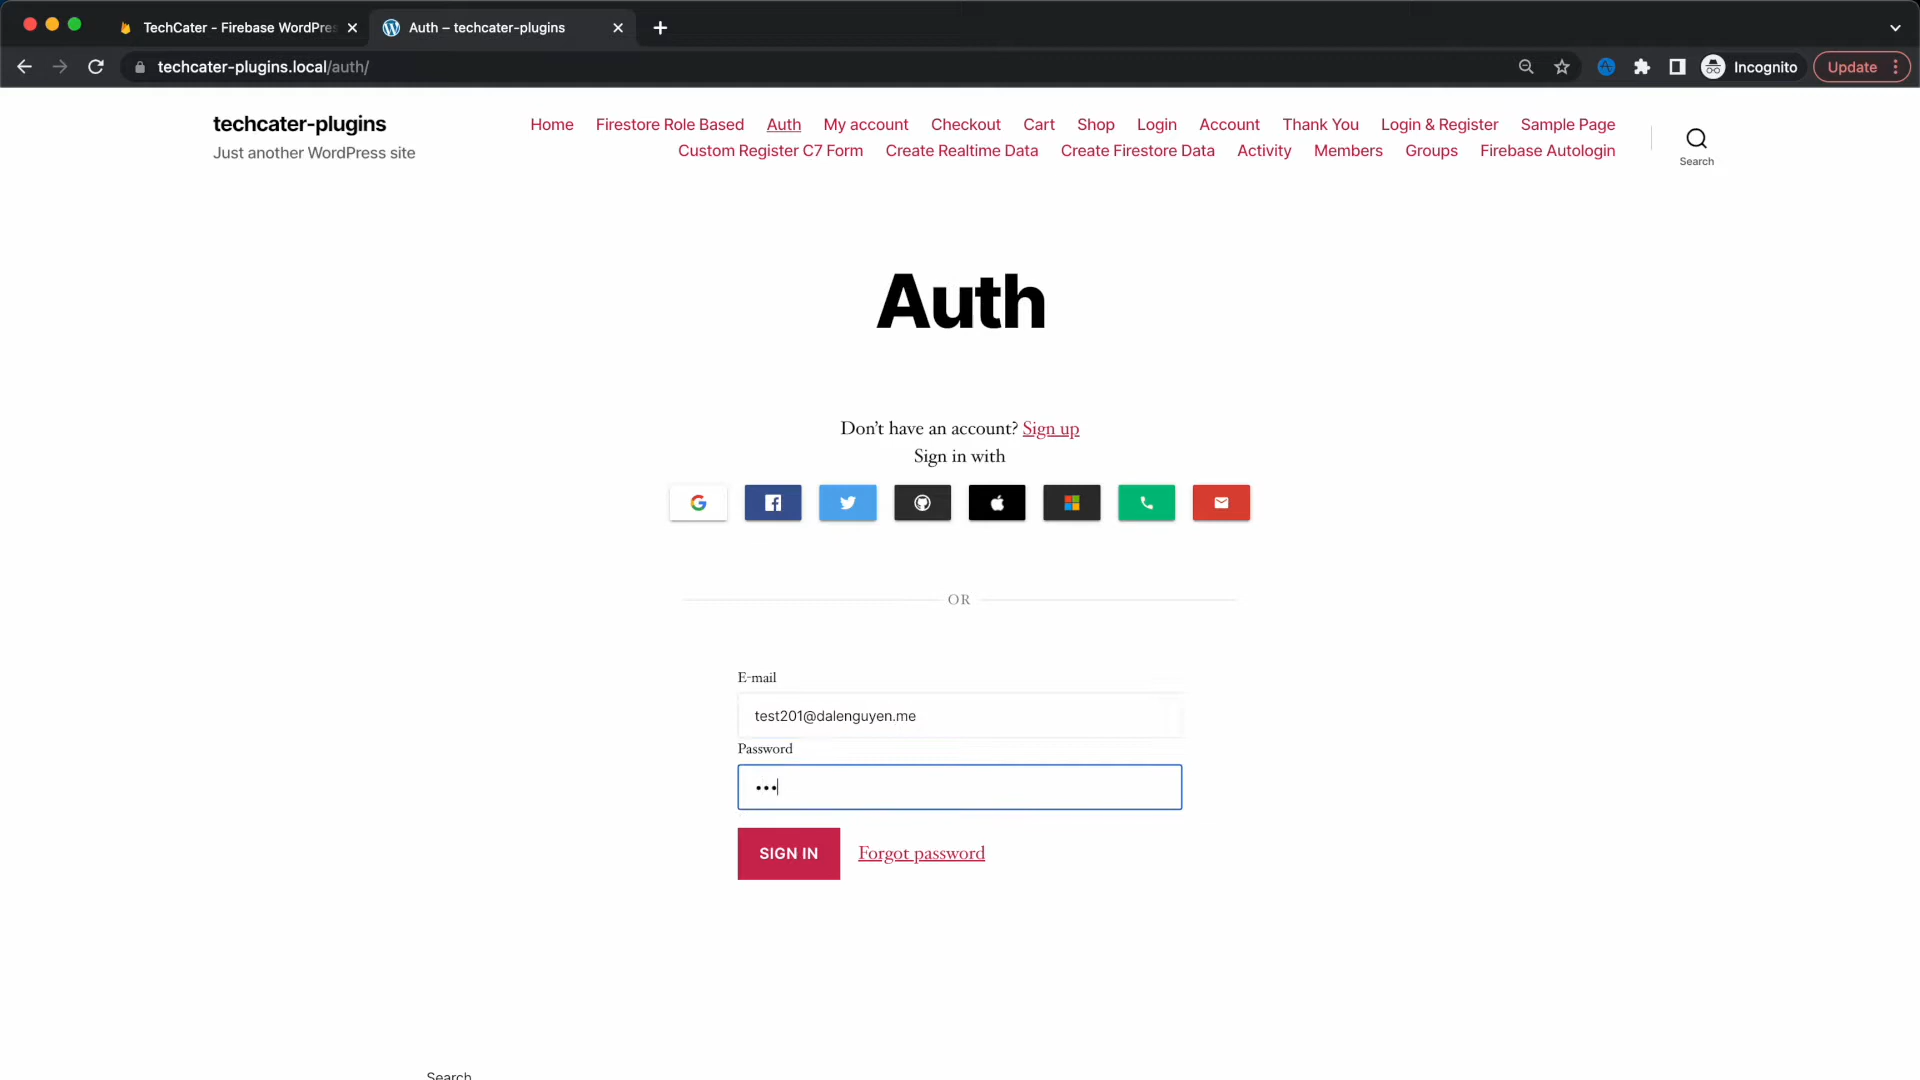 TechCater - Firebase WordPres
Auth – techcater-plugins
techcater-plugins.local/auth/
Incognito
Update
techcater-plugins
Just another WordPress site
Home Firestore Role Based Auth My account Checkout Cart Shop Login Account Thank You Login & Register Sample Page
Custom Register C7 Form Create Realtime Data Create Firestore Data Activity Members Groups Firebase Autologin
Search
Auth
Don’t have an account? Sign up
Sign in with
OR
E-mail
test201@dalenguyen.me
Password
SIGN IN Forgot password
Search